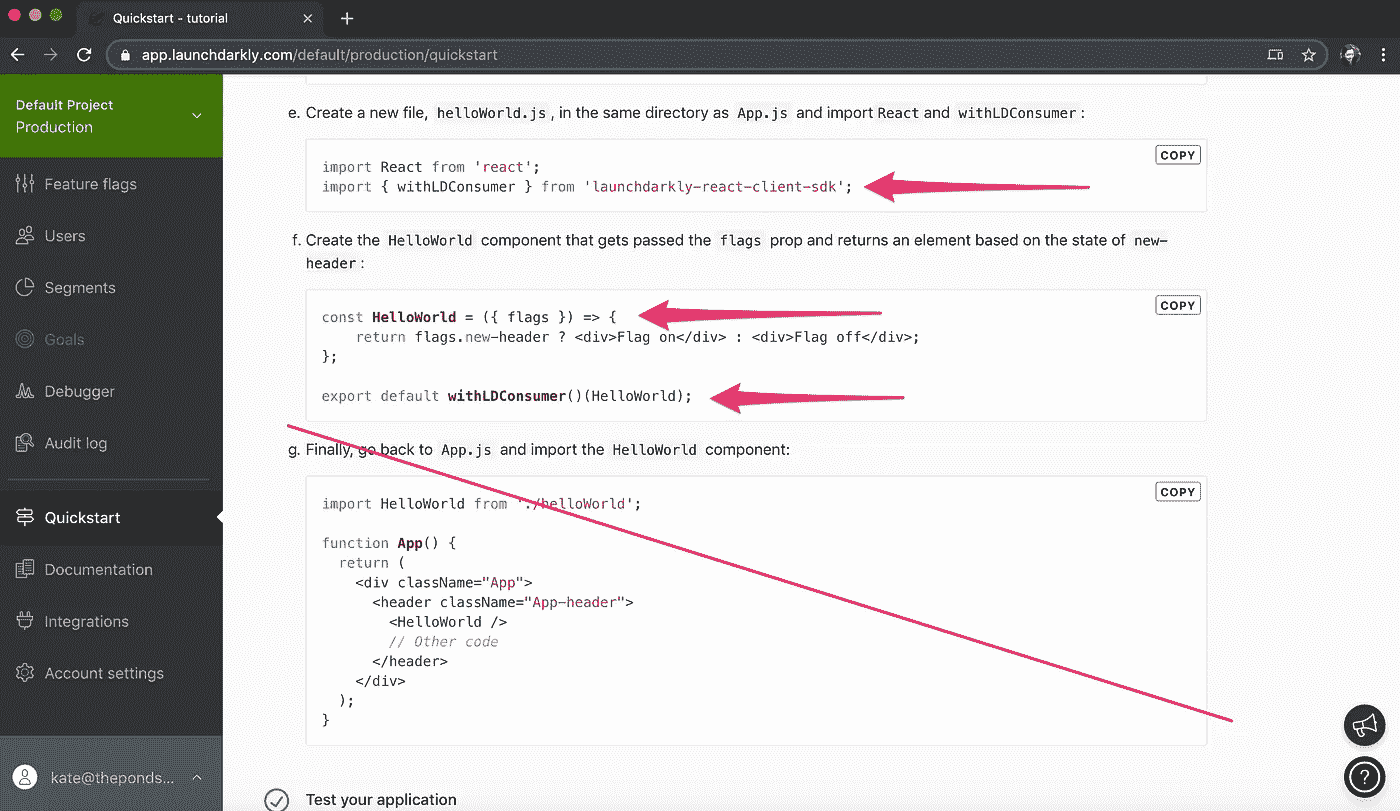 Quickstart - tutorial
app.launchdarkly.com/default/production/quickstart
Default Project
Production
Feature flags
Users
Segments
Goals
Debugger
Audit log
Quickstart
Documentation
Integrations
Account settings
kate@theponds...
e. Create a new file, helloWorld.js, in the same directory as App.js and import React and withLDConsumer:
COPY
import React from 'react';
import { withLDConsumer } from 'launchdarkly-react-client-sdk';
f. Create the HelloWorld component that gets passed the flags prop and returns an element based on the state of new-
header:
COPY
const HelloWorld = ({ flags }) => {
return flags.new-header ? <div>Flag on</div> : <div>Flag off</div>;
};
export default withLDConsumer()(HelloWorld);
g. Finally, go back to App.js and import the HelloWorld component:
COPY
import HelloWorld from './helloWorld';
function App() {
return (
<div className="App">
<header className="App-header">
<HelloWorld />
// Other code
</header>
</div>
);
}
Test your application
?